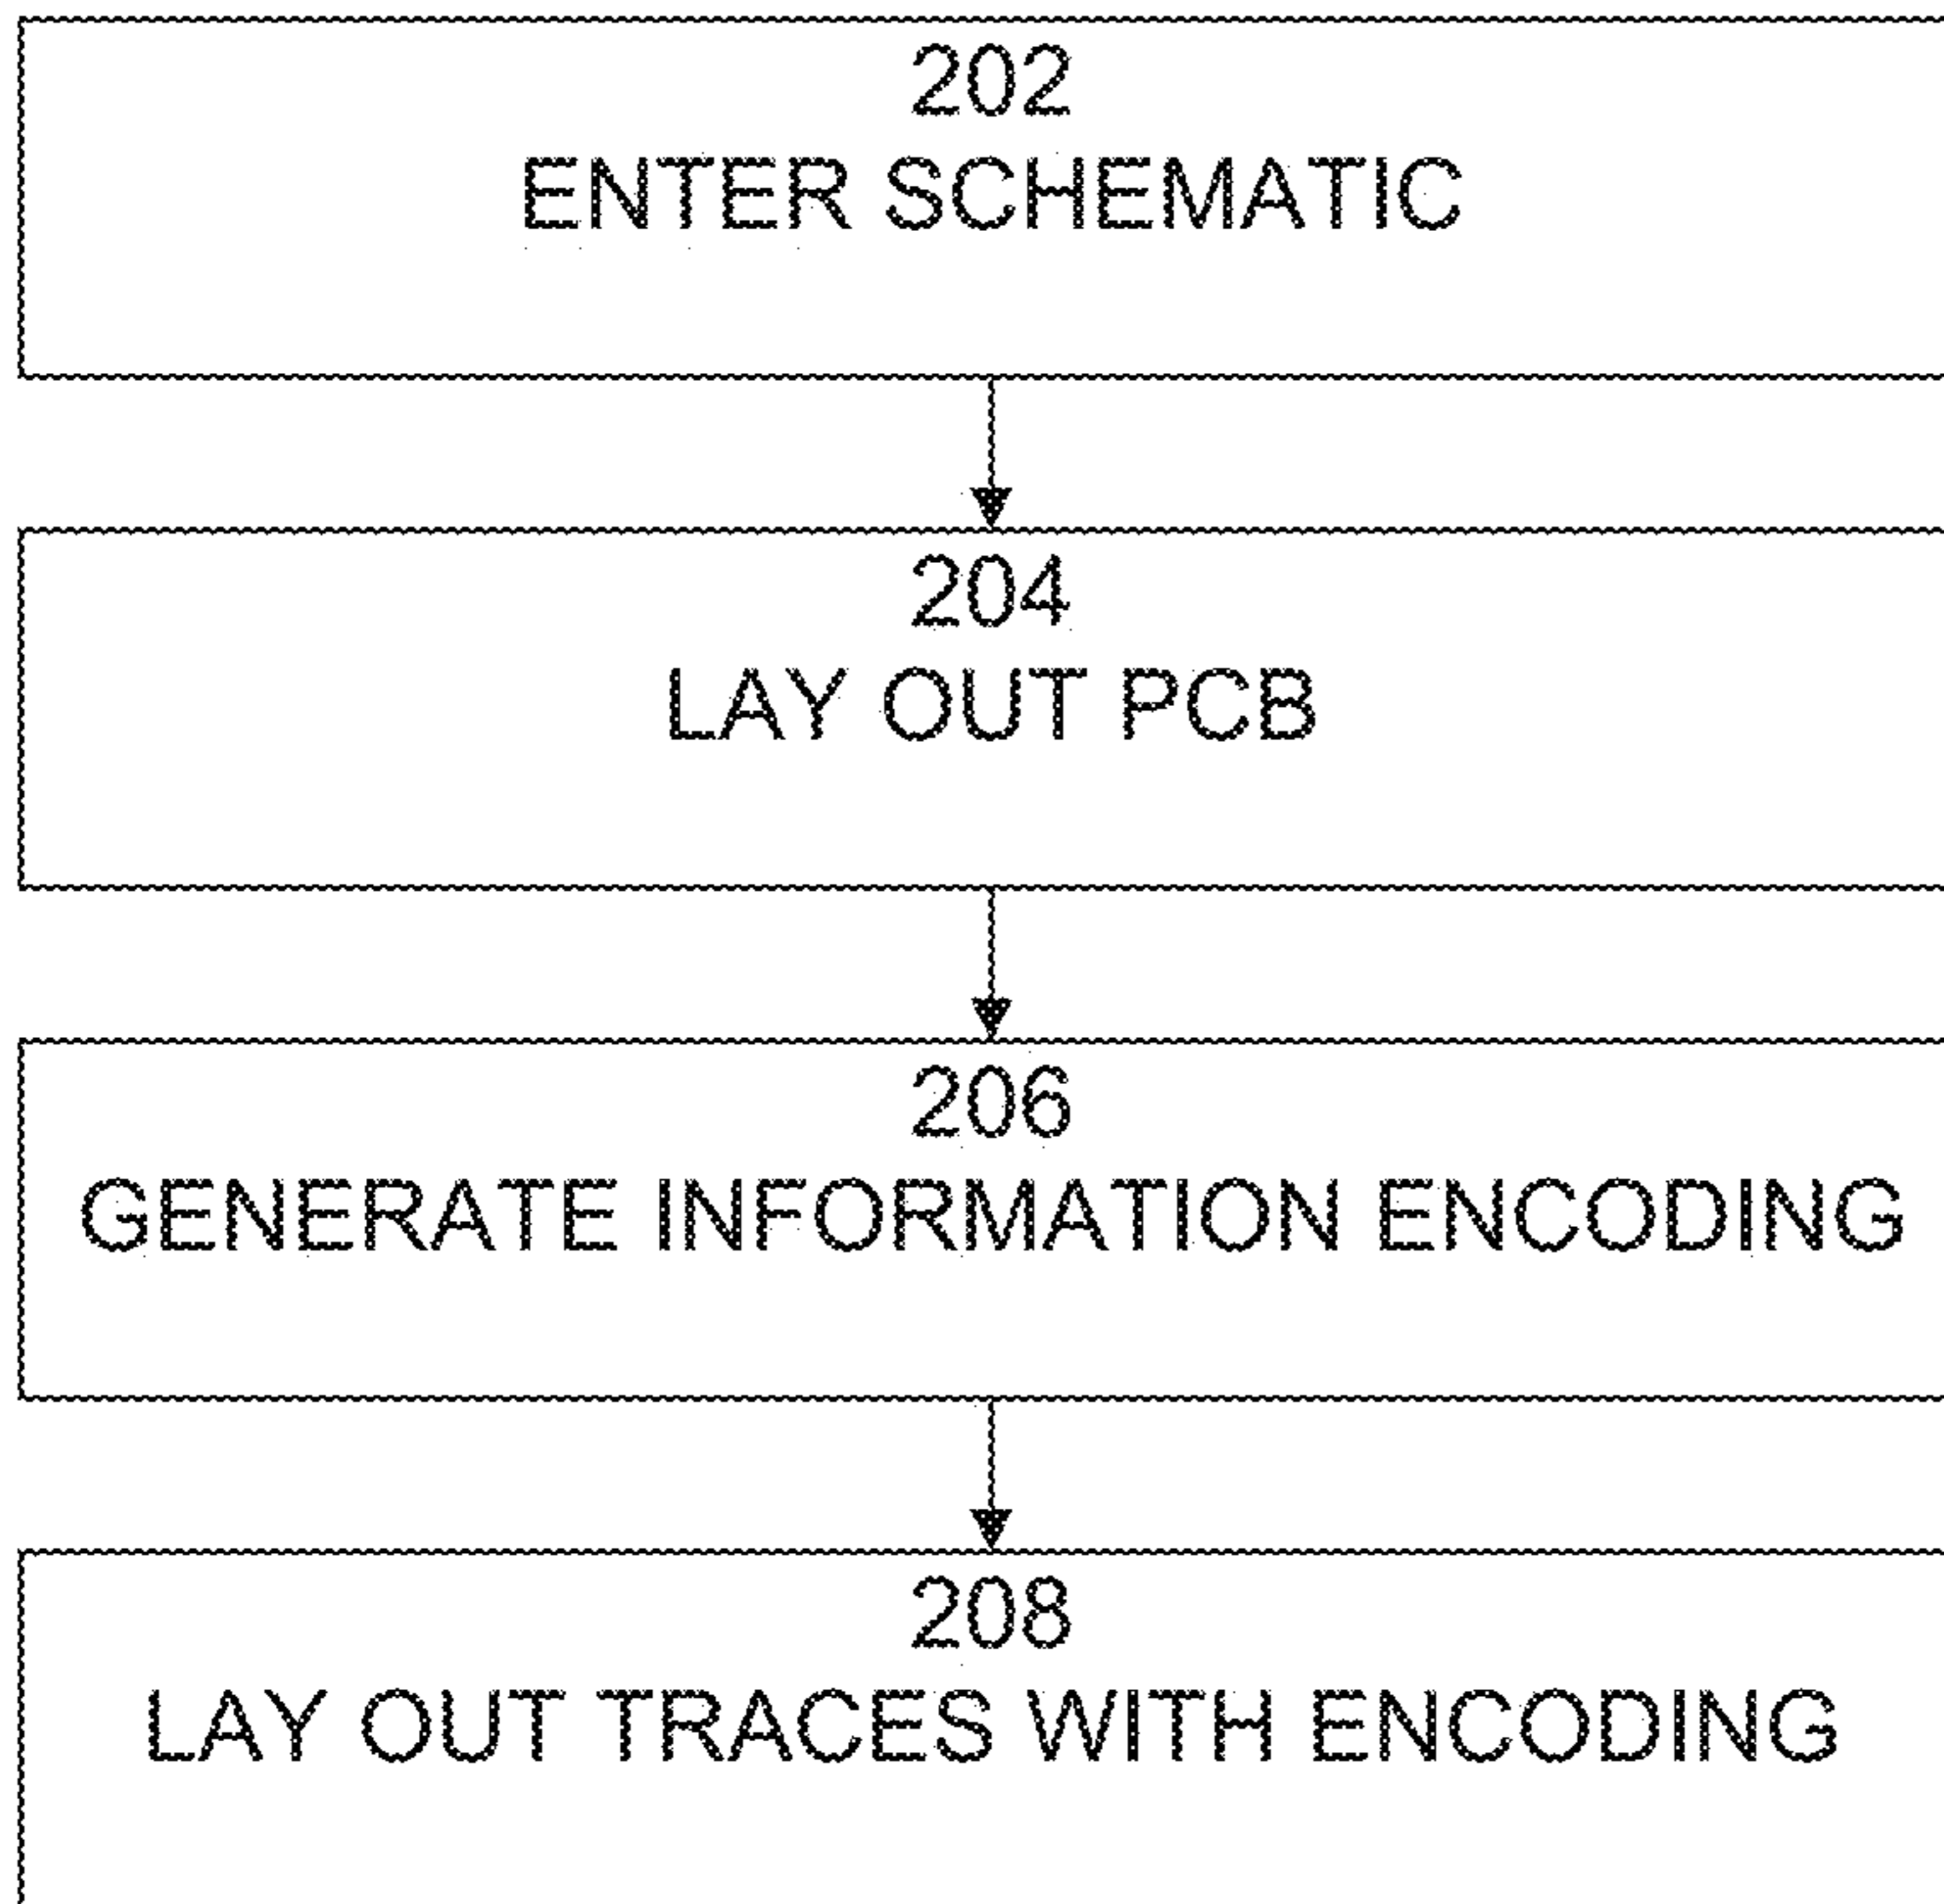 202
ENTER SCHEMATIC
204
LAY OUT PCB
206
GENERATE INFORMATION ENCODING
208
LAY OUT TRACES WITH ENCODING